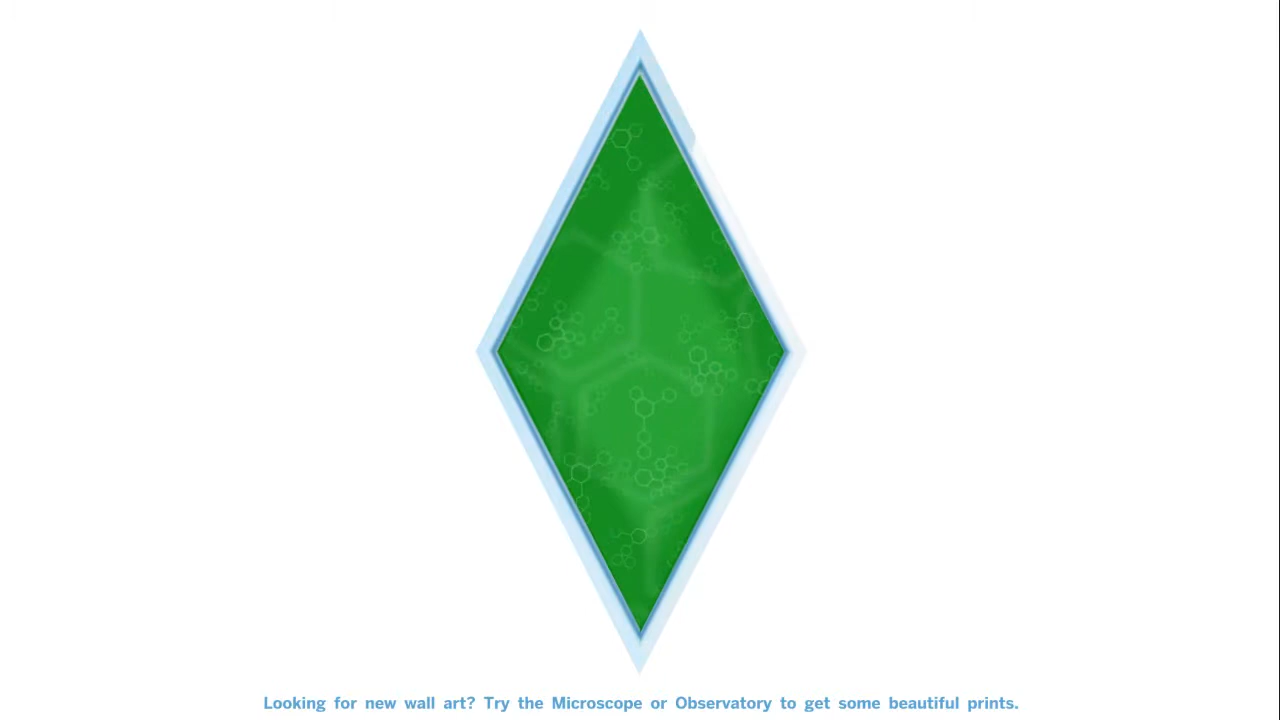 Looking for new wall art? Try the Microscope or Observatory to get some beautiful prints.